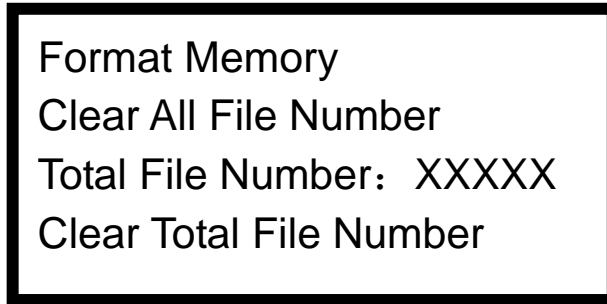 Format Memory
Clear All File Number
Total File Number：XXXXX
Clear Total File Number